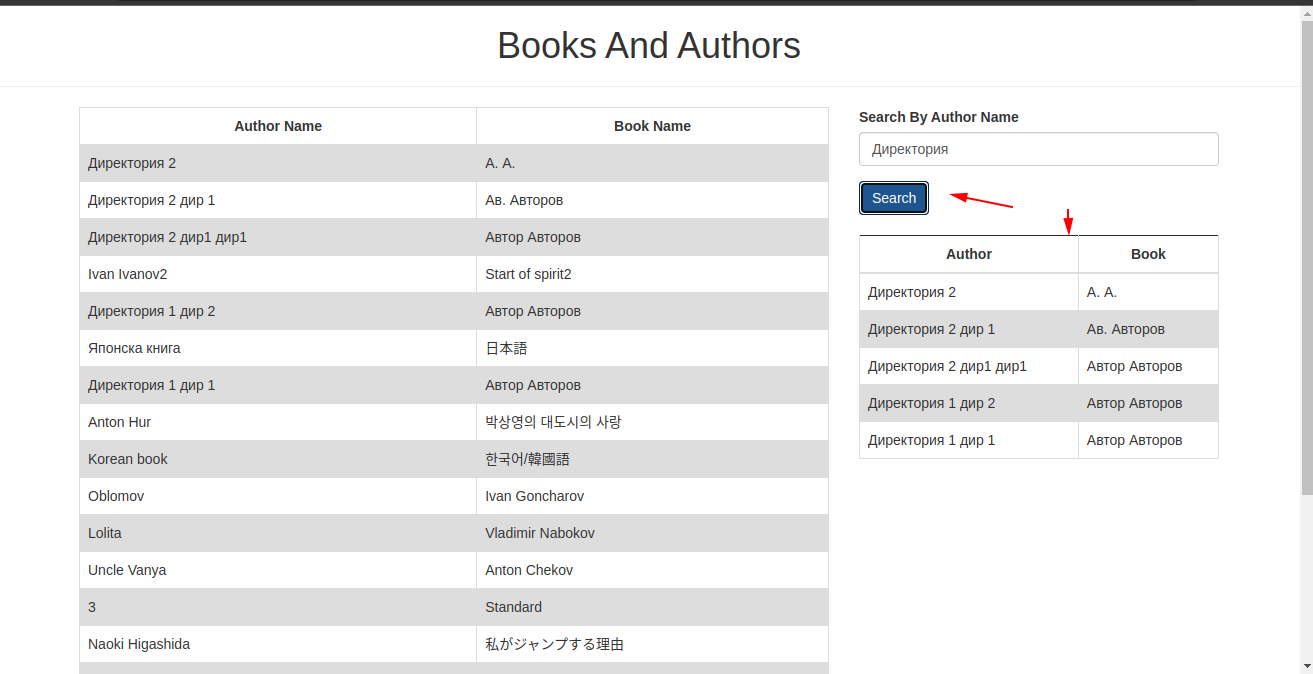 Books And Authors
Author Name Book Name
Директория 2 А. А.
Директория 2 дир 1 Ав. Авторов
Директория 2 дир1 дир1 Автор Авторов
Ivan Ivanov2 Start of spirit2
Директория 1 дир 2 Автор Авторов
Японска книга 日本語
Директория 1 дир 1 Автор Авторов
Anton Hur 박상영의 대도시의 사랑
Korean book 한국어/韓國語
Oblomov Ivan Goncharov
Lolita Vladimir Nabokov
Uncle Vanya Anton Chekov
3 Standard
Naoki Higashida 私がジャンプする理由
Search By Author Name
Директория
Search
Author Book
Директория 2 А. А.
Директория 2 дир 1 Ав. Авторов
Директория 2 дир1 дир1 Автор Авторов
Директория 1 дир 2 Автор Авторов
Директория 1 дир 1 Автор Авторов